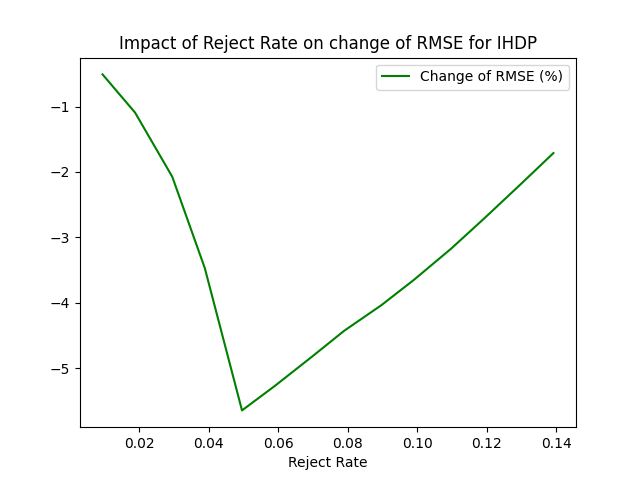 Impact of Reject Rate on change of RMSE for IHDP
Change of RMSE (%)
−1
−2
−3
−4
−5
0.02 0.04 0.06 0.08 0.10 0.12 0.14
Reject Rate